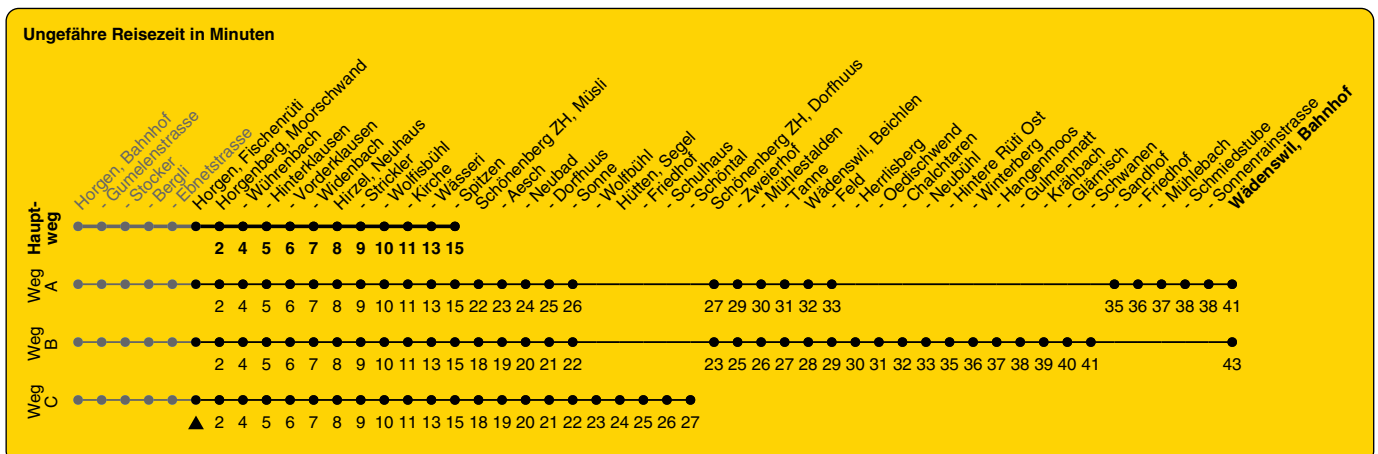 Ungefähre Reisezeit in Minuten
Horgen, Bahnhof
- Gumelenstrasse
- Stocker
- Bergli
- Ebnetstrasse
Horgen, Fischenrüti
Horgenberg, Moorschwand
- Wührenbach
- Hinterklausen
- Vorderklausen
- Widenbach
Hirzel, Neuhaus
- Strickler
- Wolfisbühl
- Kirche
- Wässeri
- Spitzen
Schönenberg ZH, Müsli
- Aesch
- Neubad
- Dorfhuus
- Sonne
- Wolfbühl
Hütten, Segel
- Friedhof
- Schulhaus
- Schöntal
Schönenberg ZH, Dorfhuus
- Zweierhof
- Mühlestalden
- Tanne
Wädenswil, Beichlen
- Feld
- Herrlisberg
- Oedischwend
- Chalchtaren
- Neubühl
- Hintere Rüti Ost
- Winterberg
- Hangenmoos
- Gulmenmatt
- Krähbach
- Glärnisch
- Schwanen
- Sandhof
- Friedhof
- Mühlebach
- Schmiedstube
- Sonnenrainstrasse
Wädenswil, Bahnhof
Haupt-
weg
2 4 5 6 7 8 9 10 11 13 15
Weg
A
2 4 5 6 7 8 9 10 11 13 15 22 23 24 25 26 27 29 30 31 32 33 35 36 37 38 38 41
Weg
B
2 4 5 6 7 8 9 10 11 13 15 18 19 20 21 22 23 25 26 27 28 29 30 31 32 33 35 36 37 38 39 40 41 43
Weg
C
2 4 5 6 7 8 9 10 11 13 15 18 19 20 21 22 23 24 25 26 27